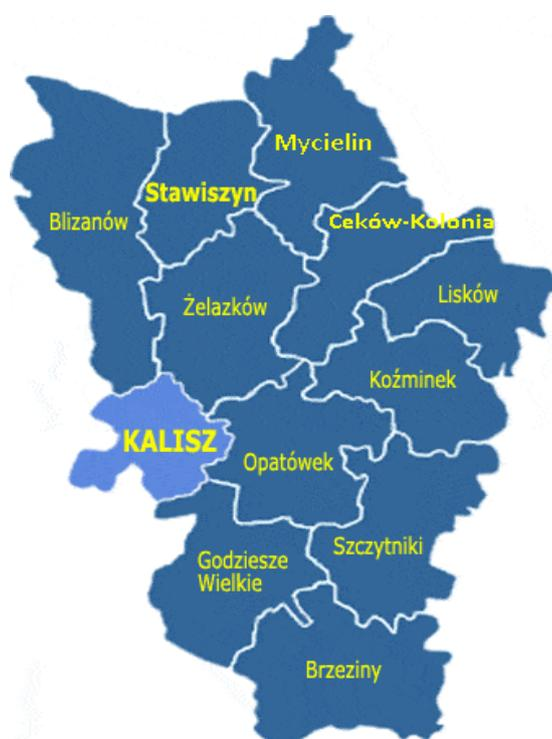 Mycielin
Stawiszyn
Blizanów
Ceków-Kolonia
Lisków
Żelazków
Koźminek
KALISZ
Opatówek
Szczytniki
Godziesze
Wielkie
Brzeziny